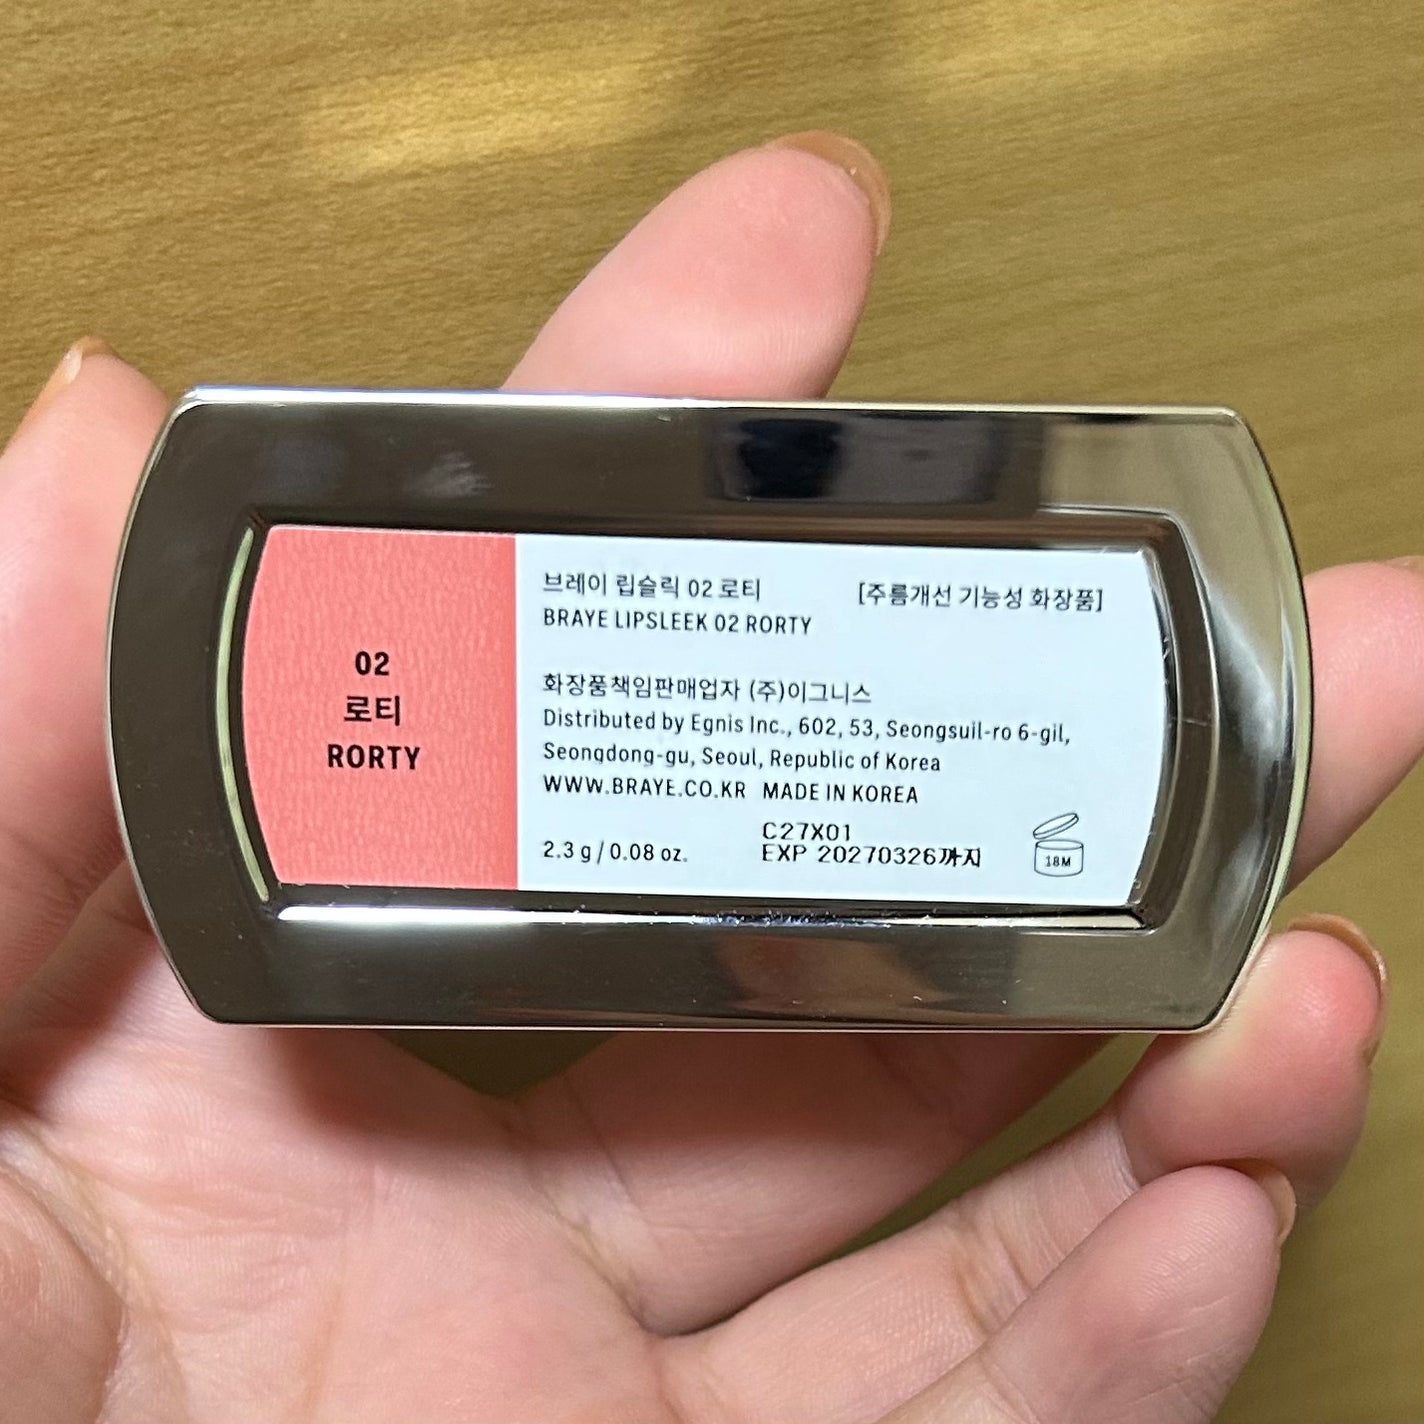 02
로티
RORTY
브레이 립슬릭 02 로티 [주름개선 기능성 화장품]
BRAYE LIPSLEEK 02 RORTY
화장품책임판매업자 (주)이그니스
Distributed by Egnis Inc., 602, 53, Seongsuil-ro 6-gil,
Seongdong-gu, Seoul, Republic of Korea
WWW.BRAYE.CO.KR MADE IN KOREA
C27X01
2.3 g / 0.08 oz. EXP 20270326까지
18M